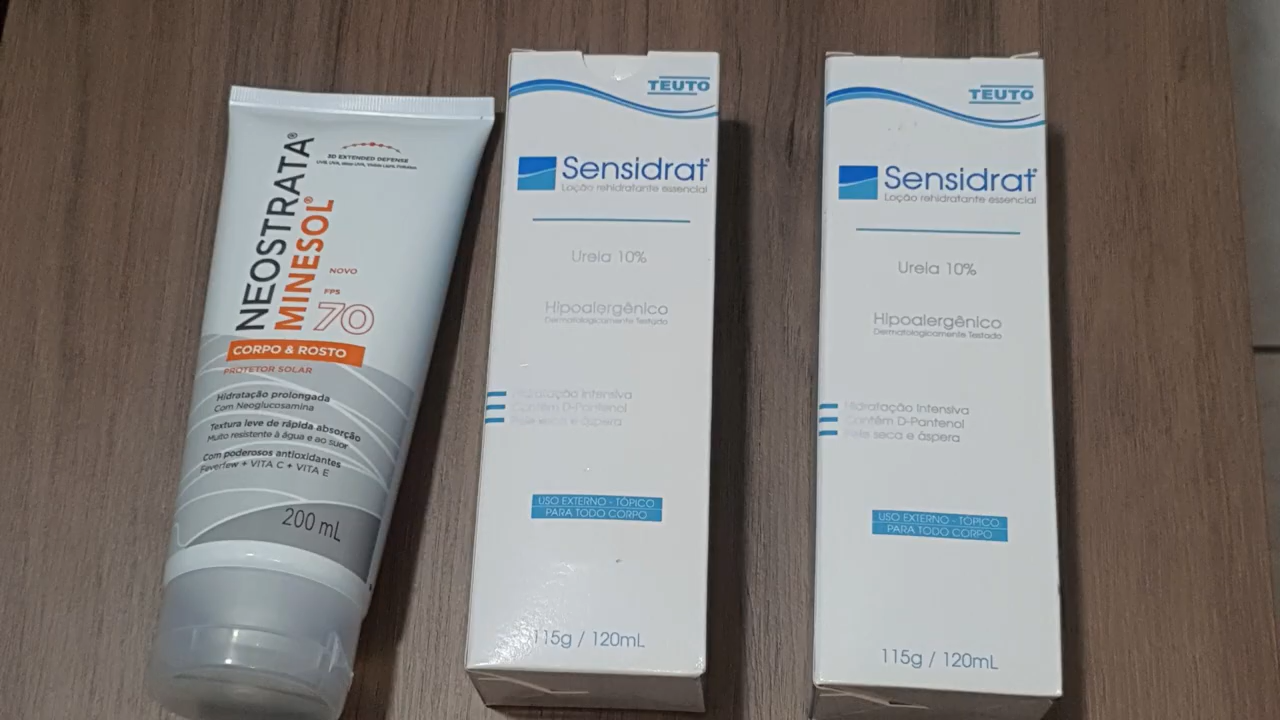 3D EXTENDED DEFENSE
NEOSTRATA®
MINESOL®
NOVO
FPS
70
CORPO & ROSTO
PROTETOR SOLAR
Hidratação prolongada
Com Neoglucosamina
Textura leve de rápida absorção
Muito resistente à água e ao suor
Com poderosos antioxidantes
Feverfew + VITA C + VITA E
200 mL
TEUTO
Sensidrat®
Loção rehidratante essencial
Ureia 10%
Hipoalergênico
Dermatologicamente Testado
Hidratação Intensiva
Contém D-Pantenol
Pele seca e áspera
USO EXTERNO - TÓPICO
PARA TODO CORPO
115g / 120mL
TEUTO
Sensidrat®
Loção rehidratante essencial
Ureia 10%
Hipoalergênico
Dermatologicamente Testado
Hidratação Intensiva
Contém D-Pantenol
Pele seca e áspera
USO EXTERNO - TÓPICO
PARA TODO CORPO
115g / 120mL